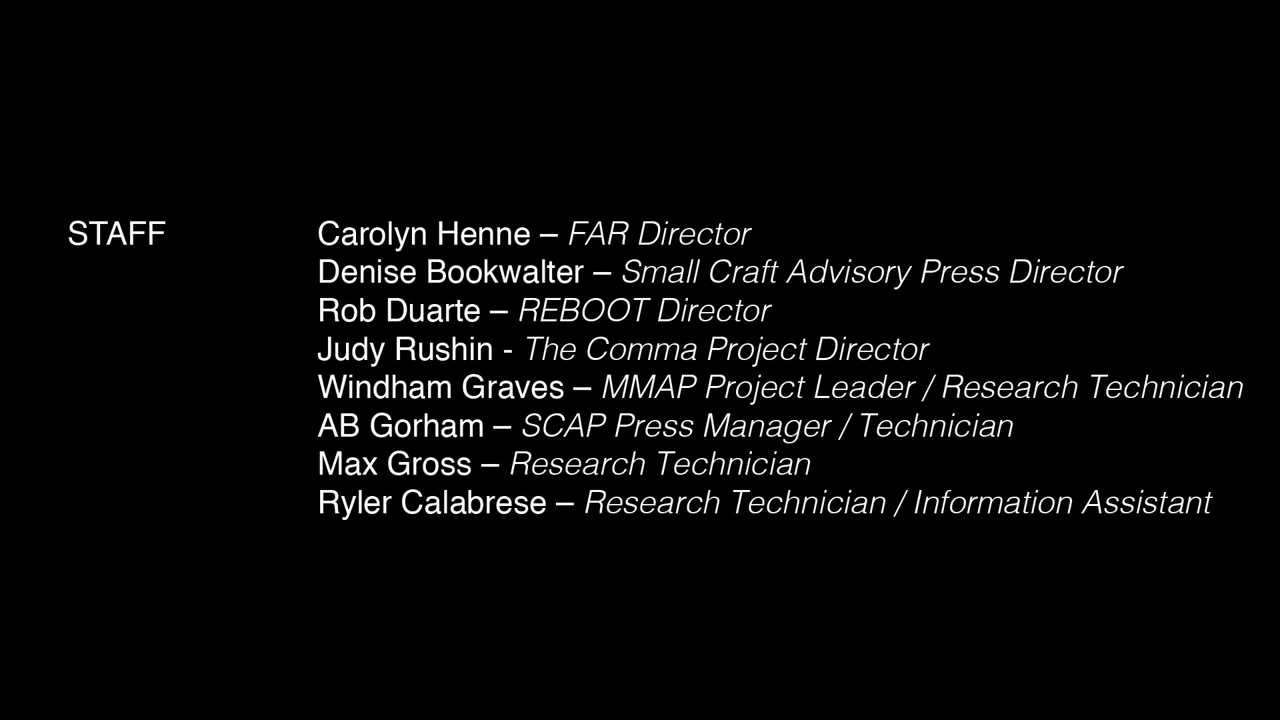 STAFF Carolyn Henne – FAR Director
Denise Bookwalter – Small Craft Advisory Press Director
Rob Duarte – REBOOT Director
Judy Rushin - The Comma Project Director
Windham Graves – MMAP Project Leader / Research Technician
AB Gorham – SCAP Press Manager / Technician
Max Gross – Research Technician
Ryler Calabrese – Research Technician / Information Assistant